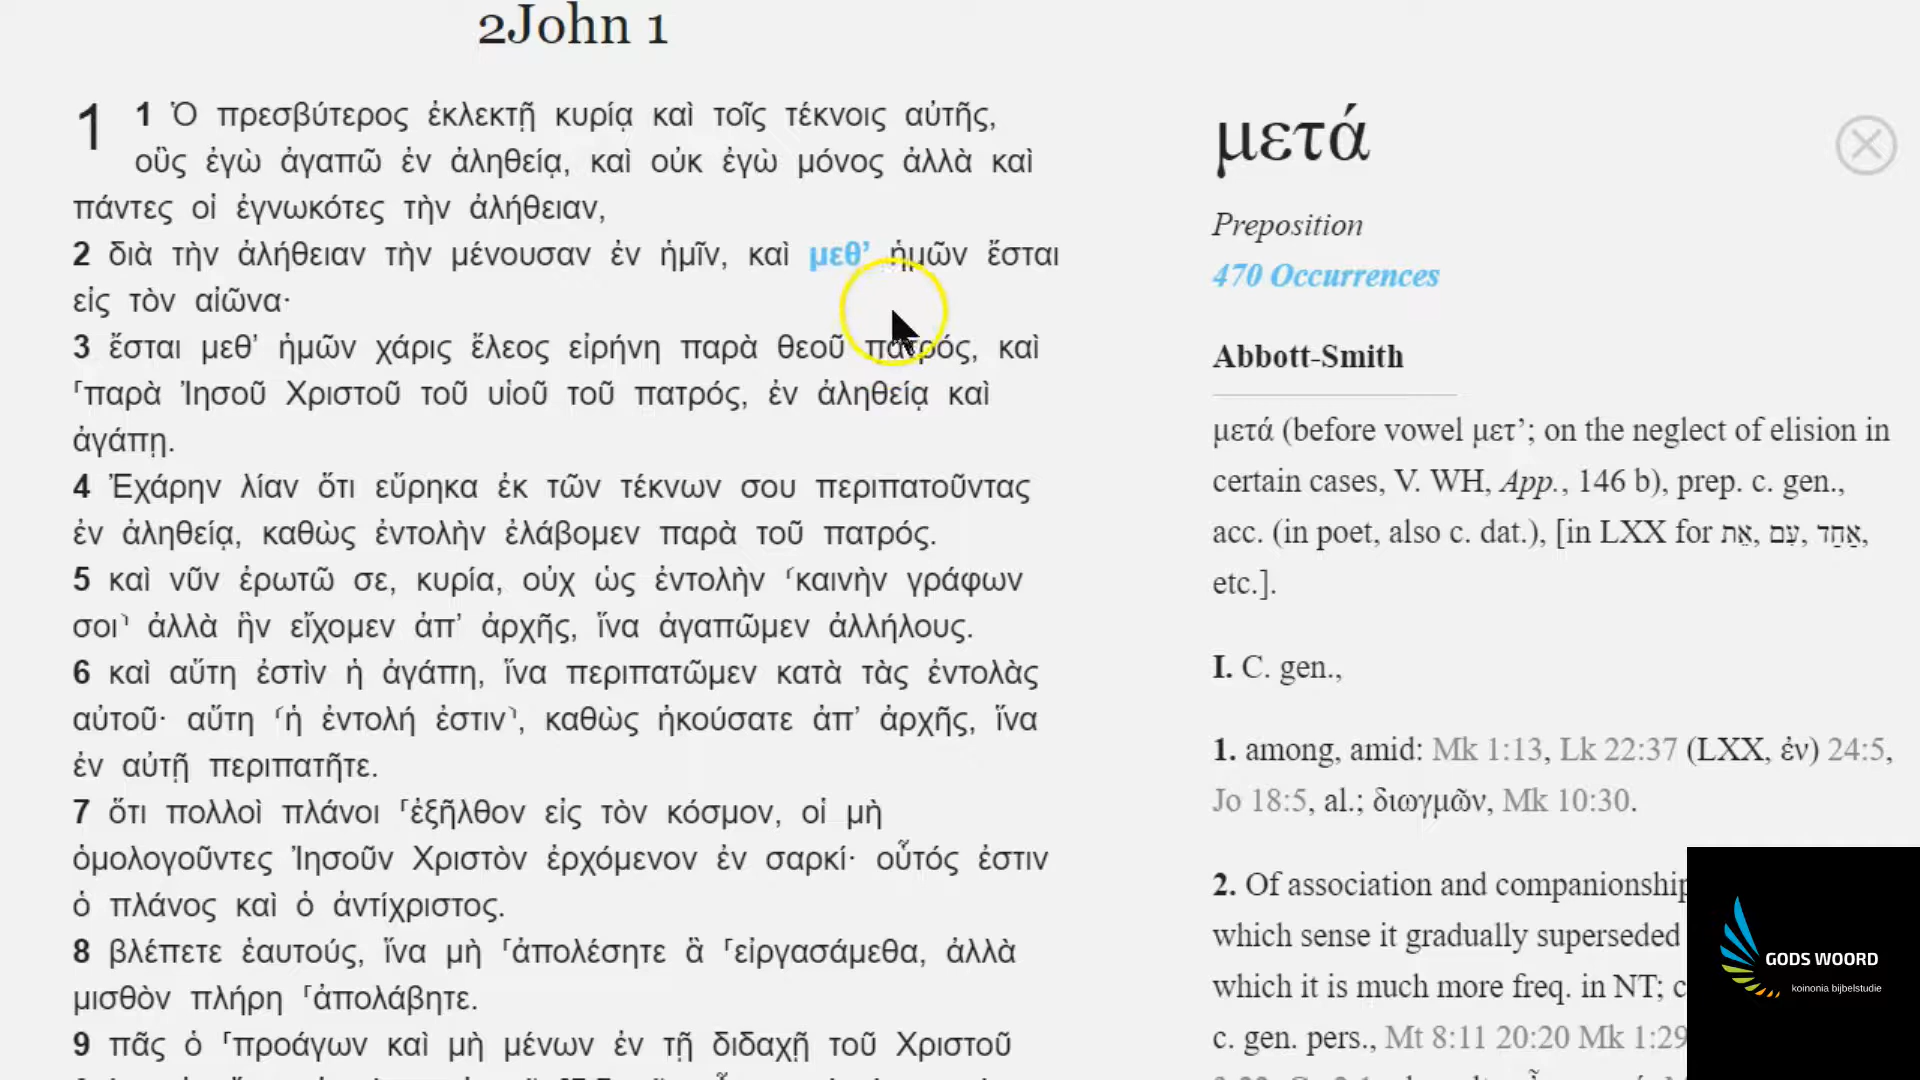 2John 1
1 1 Ὁ πρεσβύτερος ἐκλεκτῇ κυρίᾳ καὶ τοῖς τέκνοις αὐτῆς,
οὓς ἐγὼ ἀγαπῶ ἐν ἀληθείᾳ, καὶ οὐκ ἐγὼ μόνος ἀλλὰ καὶ
πάντες οἱ ἐγνωκότες τὴν ἀλήθειαν,
2 διὰ τὴν ἀλήθειαν τὴν μένουσαν ἐν ἡμῖν, καὶ μεθ’ ἡμῶν ἔσται
εἰς τὸν αἰῶνα·
3 ἔσται μεθ’ ἡμῶν χάρις ἔλεος εἰρήνη παρὰ θεοῦ πατρός, καὶ
⸀παρὰ Ἰησοῦ Χριστοῦ τοῦ υἱοῦ τοῦ πατρός, ἐν ἀληθείᾳ καὶ
ἀγάπῃ.
4 Ἐχάρην λίαν ὅτι εὕρηκα ἐκ τῶν τέκνων σου περιπατοῦντας
ἐν ἀληθείᾳ, καθὼς ἐντολὴν ἐλάβομεν παρὰ τοῦ πατρός.
5 καὶ νῦν ἐρωτῶ σε, κυρία, οὐχ ὡς ἐντολὴν ⸂καινὴν γράφων
σοι⸃ ἀλλὰ ἣν εἴχομεν ἀπ’ ἀρχῆς, ἵνα ἀγαπῶμεν ἀλλήλους.
6 καὶ αὕτη ἐστὶν ἡ ἀγάπη, ἵνα περιπατῶμεν κατὰ τὰς ἐντολὰς
αὐτοῦ· αὕτη ⸂ἡ ἐντολή ἐστιν⸃, καθὼς ἠκούσατε ἀπ’ ἀρχῆς, ἵνα
ἐν αὐτῇ περιπατῆτε.
7 ὅτι πολλοὶ πλάνοι ⸀ἐξῆλθον εἰς τὸν κόσμον, οἱ μὴ
ὁμολογοῦντες Ἰησοῦν Χριστὸν ἐρχόμενον ἐν σαρκί· οὗτός ἐστιν
ὁ πλάνος καὶ ὁ ἀντίχριστος.
8 βλέπετε ἑαυτούς, ἵνα μὴ ⸀ἀπολέσητε ἃ ⸀εἰργασάμεθα, ἀλλὰ
μισθὸν πλήρη ⸀ἀπολάβητε.
9 πᾶς ὁ ⸀προάγων καὶ μὴ μένων ἐν τῇ διδαχῇ τοῦ Χριστοῦ
μετά
Preposition
470 Occurrences
Abbott-Smith
μετά (before vowel μετ’; on the neglect of elision in
certain cases, V. WH, App., 146 b), prep. c. gen.,
acc. (in poet, also c. dat.), [in LXX for אֵת, עִם, אַחַד,
etc.].
I. C. gen.,
1. among, amid: Mk 1:13, Lk 22:37 (LXX, ἐν) 24:5,
Jo 18:5, al.; διωγμῶν, Mk 10:30.
2. Of association and companionship
which sense it gradually superseded
which it is much more freq. in NT; c
c. gen. pers., Mt 8:11 20:20 Mk 1:29
GODS WOORD
koinonia bijbelstudie